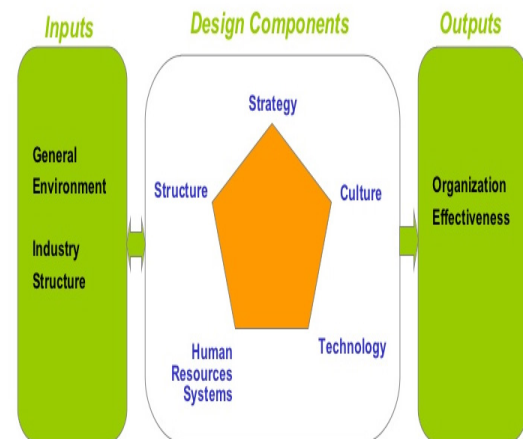 Inputs
Design Components
Outputs
General
Environment
Industry
Structure
Strategy
Structure
Culture
Human
Resources
Systems
Technology
Organization
Effectiveness